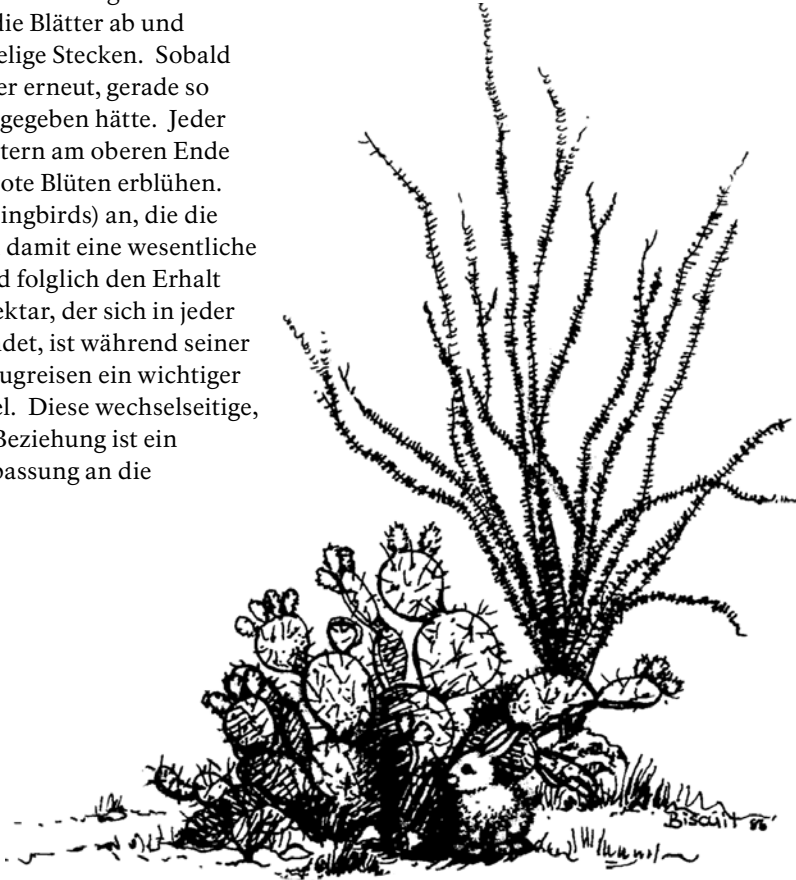 die Blätter ab und
elige Stecken. Sobald
er erneut, gerade so
gegeben hätte. Jeder
tern am oberen Ende
ote Blüten erblühen.
ingbirds) an, die die
damit eine wesentliche
d folglich den Erhalt
ektar, der sich in jeder
det, ist während seiner
ugreisen ein wichtiger
el. Diese wechselseitige,
Beziehung ist ein
passung an die
Biscuit 86